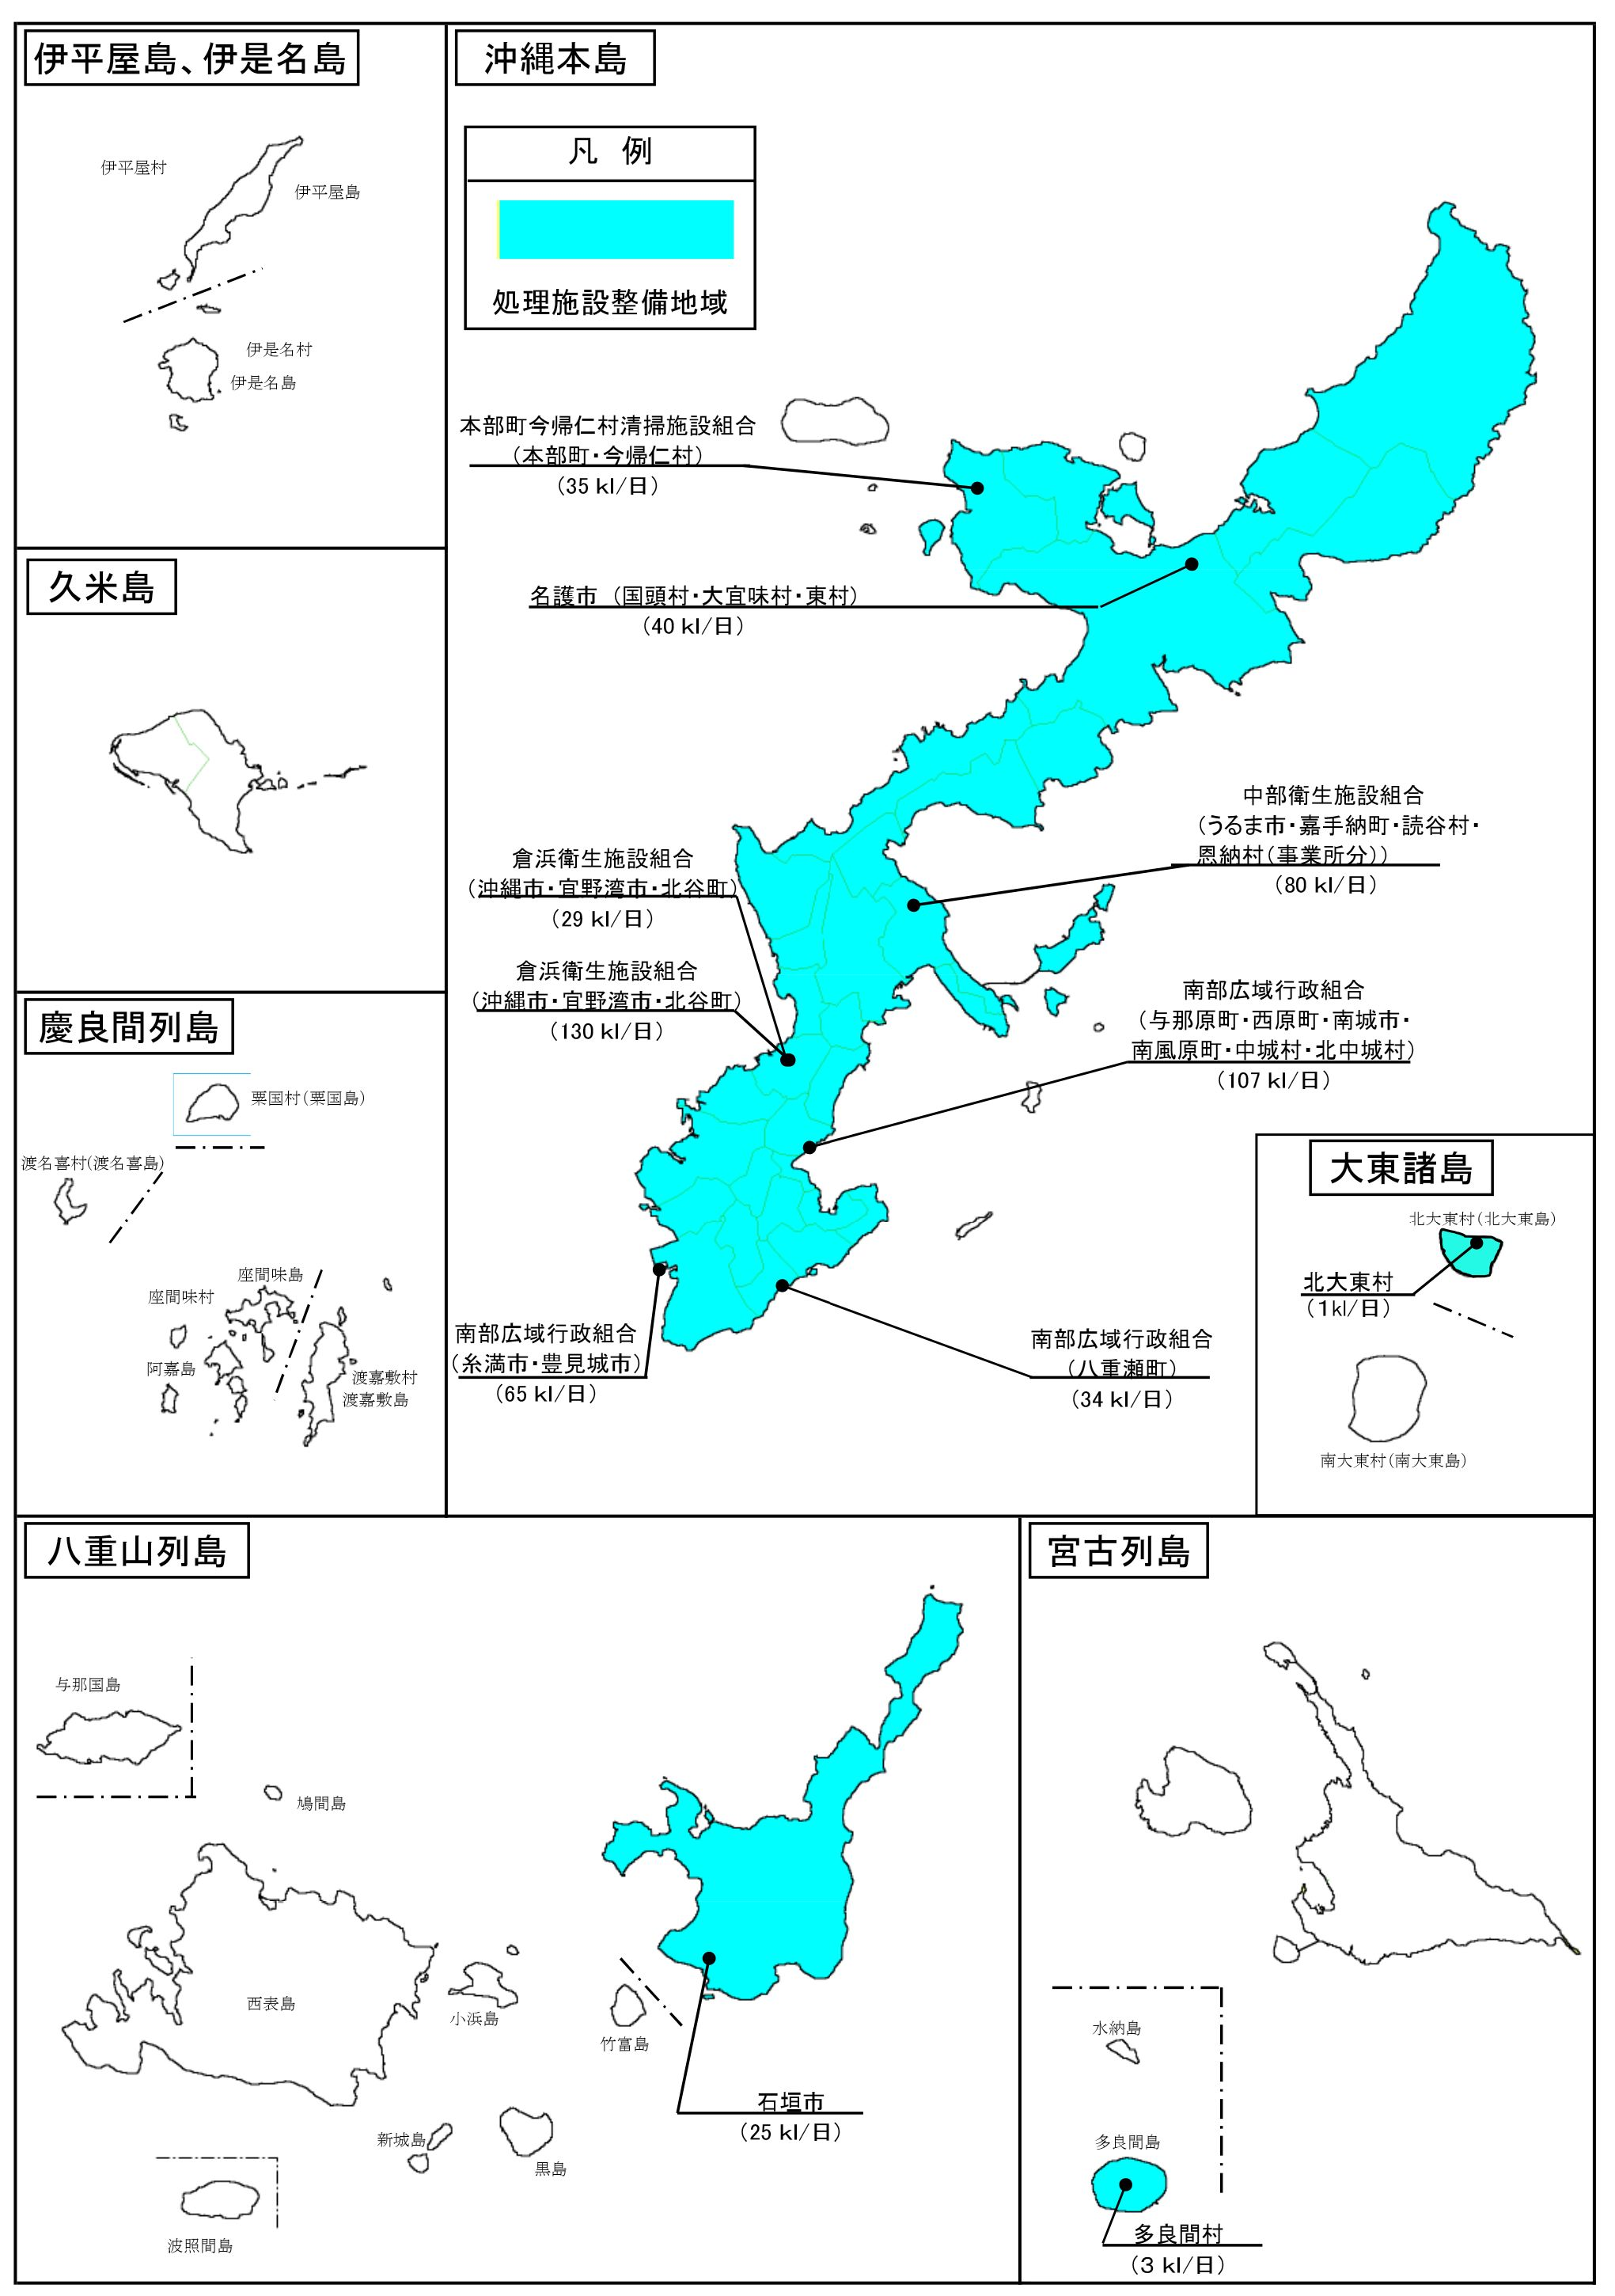 伊平屋島、伊是名島
伊平屋村
伊平屋島
伊是名村
伊是名島
久米島
慶良間列島
粟国村(粟国島)
渡名喜村(渡名喜島)
座間味島
座間味村
阿嘉島
渡嘉敷村
渡嘉敷島
沖縄本島
凡 例
処理施設整備地域
本部町今帰仁村清掃施設組合
(本部町・今帰仁村)
(35 kl/日)
名護市 (国頭村・大宜味村・東村)
(40 kl/日)
中部衛生施設組合
(うるま市・嘉手納町・読谷村・
恩納村(事業所分))
(80 kl/日)
倉浜衛生施設組合
(沖縄市・宜野湾市・北谷町)
(29 kl/日)
倉浜衛生施設組合
(沖縄市・宜野湾市・北谷町)
(130 kl/日)
南部広域行政組合
(与那原町・西原町・南城市・
南風原町・中城村・北中城村)
(107 kl/日)
南部広域行政組合
(糸満市・豊見城市)
(65 kl/日)
南部広域行政組合
(八重瀬町)
(34 kl/日)
大東諸島
北大東村(北大東島)
北大東村
(1kl/日)
南大東村(南大東島)
八重山列島
与那国島
鳩間島
西表島
小浜島
竹富島
石垣市
(25 kl/日)
新城島
黒島
波照間島
宮古列島
水納島
多良間島
多良間村
(3 kl/日)